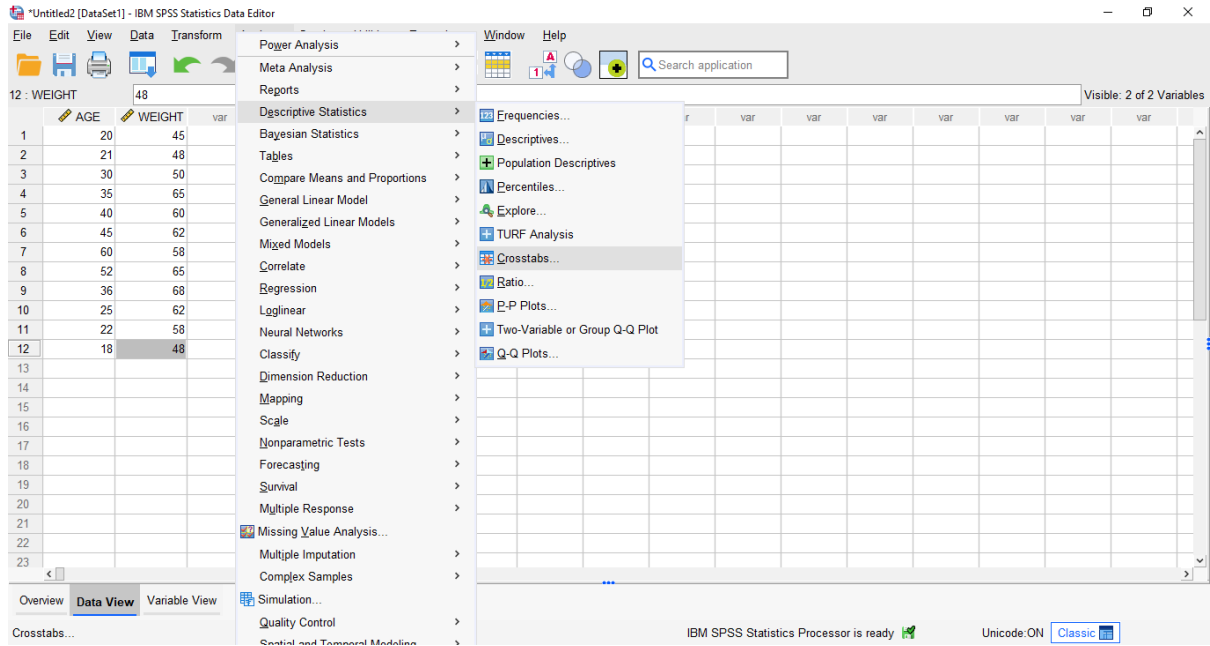 *Untitled2 [DataSet1] - IBM SPSS Statistics Data Editor
File Edit View Data Transform Window Help
Search application
12 : WEIGHT 48 Visible: 2 of 2 Variables
AGE WEIGHT var var var var var var var var
1 20 45
2 21 48
3 30 50
4 35 65
5 40 60
6 45 62
7 60 58
8 52 65
9 36 68
10 25 62
11 22 58
12 18 48
13
14
15
16
17
18
19
20
21
22
23
Power Analysis
Meta Analysis
Reports
Descriptive Statistics
Bayesian Statistics
Tables
Compare Means and Proportions
General Linear Model
Generalized Linear Models
Mixed Models
Correlate
Regression
Loglinear
Neural Networks
Classify
Dimension Reduction
Mapping
Scale
Nonparametric Tests
Forecasting
Survival
Multiple Response
Missing Value Analysis...
Multiple Imputation
Complex Samples
Simulation...
Quality Control
Spatial and Temporal Modeling
Frequencies...
Descriptives...
Population Descriptives
Percentiles...
Explore...
TURF Analysis
Crosstabs...
Ratio...
P-P Plots...
Two-Variable or Group Q-Q Plot
Q-Q Plots...
Overview Data View Variable View
Crosstabs... IBM SPSS Statistics Processor is ready Unicode:ON Classic